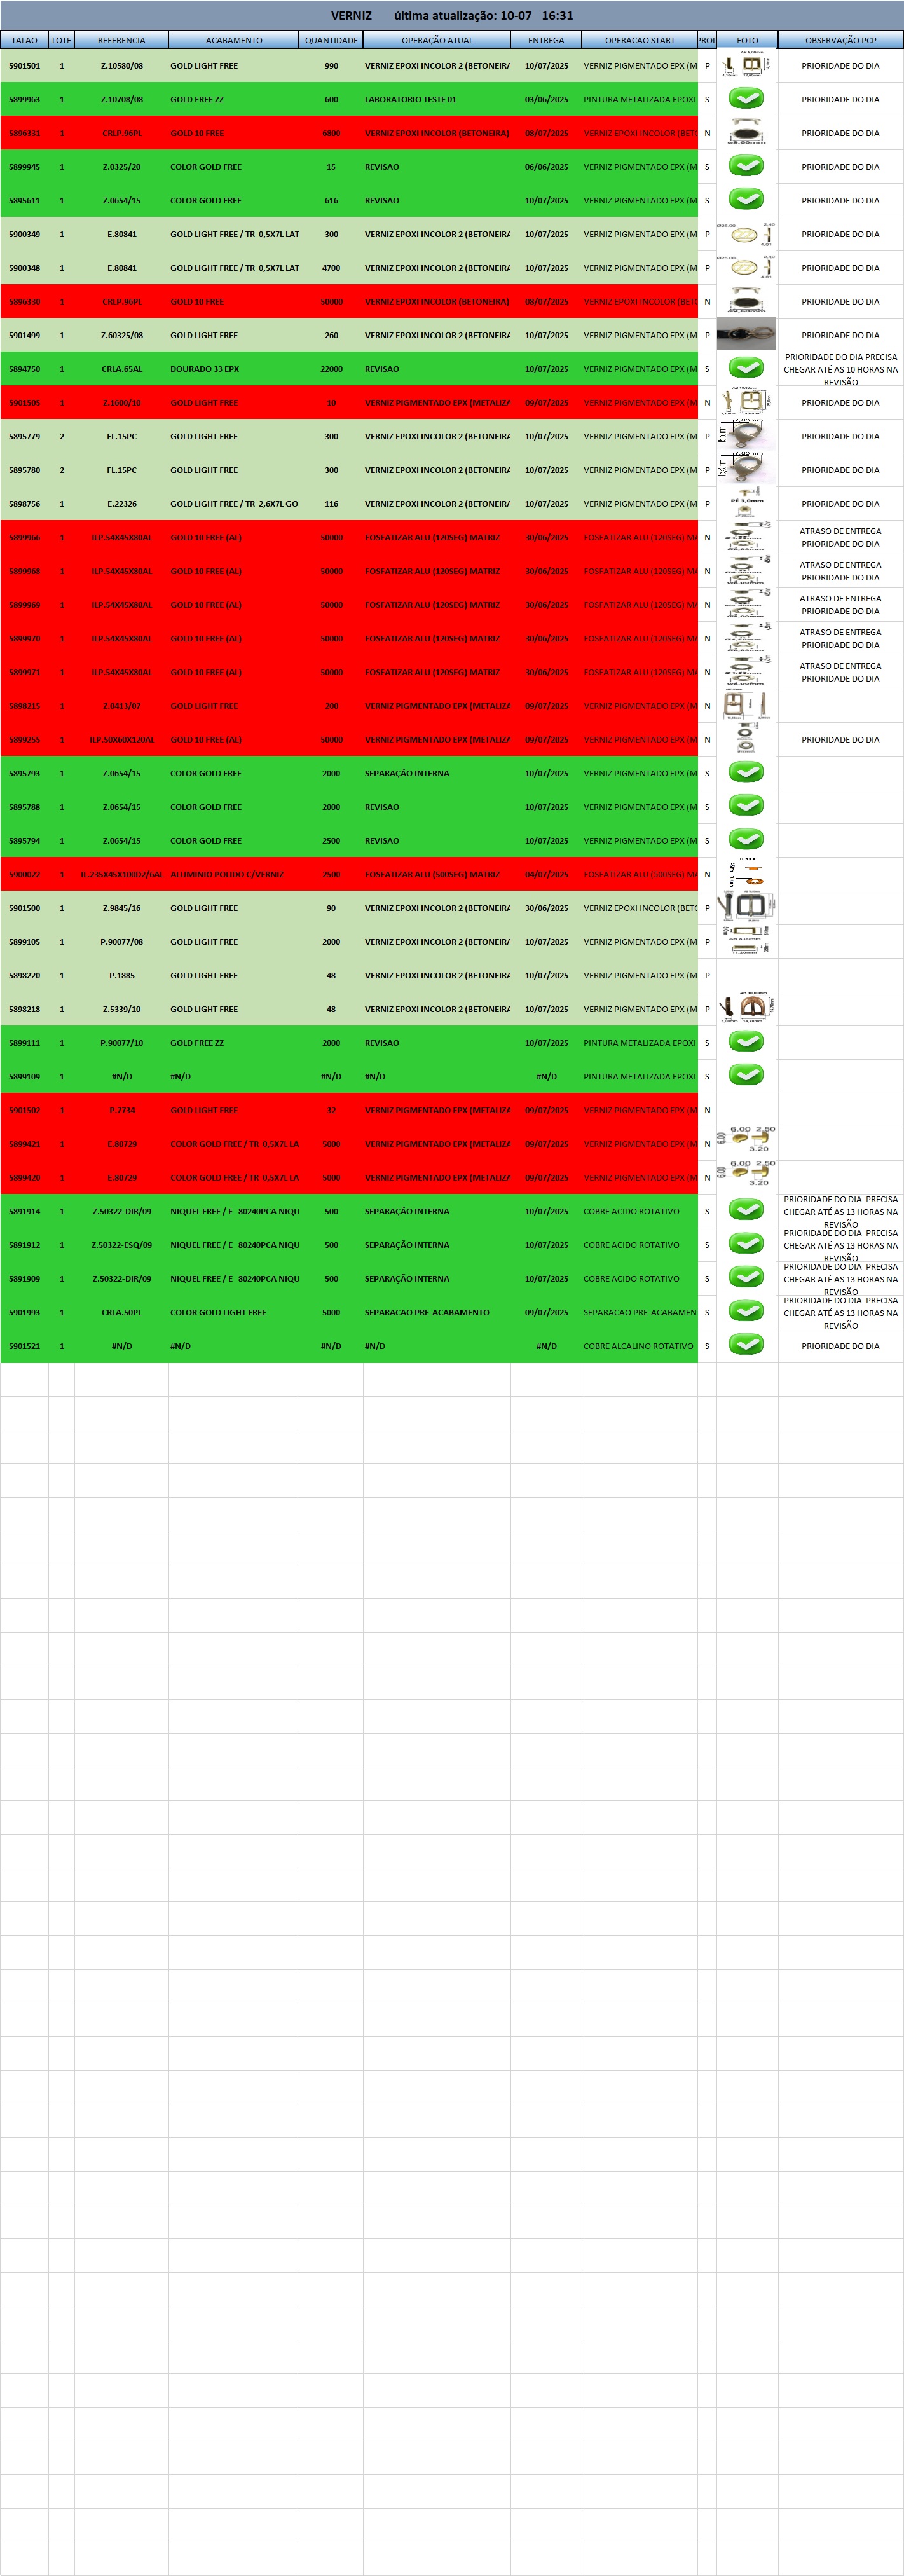 VERNIZ última atualização: 10-07 16:31
TALAO LOTE REFERENCIA ACABAMENTO QUANTIDADE OPERAÇÃO ATUAL ENTREGA OPERACAO START PROD FOTO OBSERVAÇÃO PCP
5901501 1 Z.10580/08 GOLD LIGHT FREE 990 VERNIZ EPOXI INCOLOR 2 (BETONEIRA 10/07/2025 VERNIZ PIGMENTADO EPX (M P PRIORIDADE DO DIA
5899963 1 Z.10708/08 GOLD FREE ZZ 600 LABORATORIO TESTE 01 03/06/2025 PINTURA METALIZADA EPOXI S PRIORIDADE DO DIA
5896331 1 CRLP.96PL GOLD 10 FREE 6800 VERNIZ EPOXI INCOLOR (BETONEIRA) 08/07/2025 VERNIZ EPOXI INCOLOR (BETO N PRIORIDADE DO DIA
5899945 1 Z.0325/20 COLOR GOLD FREE 15 REVISAO 06/06/2025 VERNIZ PIGMENTADO EPX (M S PRIORIDADE DO DIA
5895611 1 Z.0654/15 COLOR GOLD FREE 616 REVISAO 10/07/2025 VERNIZ PIGMENTADO EPX (M S PRIORIDADE DO DIA
5900349 1 E.80841 GOLD LIGHT FREE / TR 0,5X7L LAT 300 VERNIZ EPOXI INCOLOR 2 (BETONEIRA 10/07/2025 VERNIZ PIGMENTADO EPX (M P PRIORIDADE DO DIA
5900348 1 E.80841 GOLD LIGHT FREE / TR 0,5X7L LAT 4700 VERNIZ EPOXI INCOLOR 2 (BETONEIRA 10/07/2025 VERNIZ PIGMENTADO EPX (M P PRIORIDADE DO DIA
5896330 1 CRLP.96PL GOLD 10 FREE 50000 VERNIZ EPOXI INCOLOR (BETONEIRA) 08/07/2025 VERNIZ EPOXI INCOLOR (BETO N PRIORIDADE DO DIA
5901499 1 Z.60325/08 GOLD LIGHT FREE 260 VERNIZ EPOXI INCOLOR 2 (BETONEIRA 10/07/2025 VERNIZ PIGMENTADO EPX (M P PRIORIDADE DO DIA
5894750 1 CRLA.65AL DOURADO 33 EPX 22000 REVISAO 10/07/2025 VERNIZ PIGMENTADO EPX (M S PRIORIDADE DO DIA PRECISA CHEGAR ATÉ AS 10 HORAS NA REVISÃO
5901505 1 Z.1600/10 GOLD LIGHT FREE 10 VERNIZ PIGMENTADO EPX (METALIZA 09/07/2025 VERNIZ PIGMENTADO EPX (M N PRIORIDADE DO DIA
5895779 2 FL.15PC GOLD LIGHT FREE 300 VERNIZ EPOXI INCOLOR 2 (BETONEIRA 10/07/2025 VERNIZ PIGMENTADO EPX (M P PRIORIDADE DO DIA
5895780 2 FL.15PC GOLD LIGHT FREE 300 VERNIZ EPOXI INCOLOR 2 (BETONEIRA 10/07/2025 VERNIZ PIGMENTADO EPX (M P PRIORIDADE DO DIA
5898756 1 E.22326 GOLD LIGHT FREE / TR 2,6X7L GO 116 VERNIZ EPOXI INCOLOR 2 (BETONEIRA 10/07/2025 VERNIZ PIGMENTADO EPX (M P PÉ 3,0mm PRIORIDADE DO DIA
5899966 1 ILP.54X45X80AL GOLD 10 FREE (AL) 50000 FOSFATIZAR ALU (120SEG) MATRIZ 30/06/2025 FOSFATIZAR ALU (120SEG) MA N ATRASO DE ENTREGA PRIORIDADE DO DIA
5899968 1 ILP.54X45X80AL GOLD 10 FREE (AL) 50000 FOSFATIZAR ALU (120SEG) MATRIZ 30/06/2025 FOSFATIZAR ALU (120SEG) MA N ATRASO DE ENTREGA PRIORIDADE DO DIA
5899969 1 ILP.54X45X80AL GOLD 10 FREE (AL) 50000 FOSFATIZAR ALU (120SEG) MATRIZ 30/06/2025 FOSFATIZAR ALU (120SEG) MA N ATRASO DE ENTREGA PRIORIDADE DO DIA
5899970 1 ILP.54X45X80AL GOLD 10 FREE (AL) 50000 FOSFATIZAR ALU (120SEG) MATRIZ 30/06/2025 FOSFATIZAR ALU (120SEG) MA N ATRASO DE ENTREGA PRIORIDADE DO DIA
5899971 1 ILP.54X45X80AL GOLD 10 FREE (AL) 50000 FOSFATIZAR ALU (120SEG) MATRIZ 30/06/2025 FOSFATIZAR ALU (120SEG) MA N ATRASO DE ENTREGA PRIORIDADE DO DIA
5898215 1 Z.0413/07 GOLD LIGHT FREE 200 VERNIZ PIGMENTADO EPX (METALIZA 09/07/2025 VERNIZ PIGMENTADO EPX (M N
5899255 1 ILP.50X60X120AL GOLD 10 FREE (AL) 50000 VERNIZ PIGMENTADO EPX (METALIZA 09/07/2025 VERNIZ PIGMENTADO EPX (M N PRIORIDADE DO DIA
5895793 1 Z.0654/15 COLOR GOLD FREE 2000 SEPARAÇÃO INTERNA 10/07/2025 VERNIZ PIGMENTADO EPX (M S
5895788 1 Z.0654/15 COLOR GOLD FREE 2000 REVISAO 10/07/2025 VERNIZ PIGMENTADO EPX (M S
5895794 1 Z.0654/15 COLOR GOLD FREE 2500 REVISAO 10/07/2025 VERNIZ PIGMENTADO EPX (M S
5900022 1 IL.235X45X100D2/6AL ALUMINIO POLIDO C/VERNIZ 2500 FOSFATIZAR ALU (500SEG) MATRIZ 04/07/2025 FOSFATIZAR ALU (500SEG) MA N
5901500 1 Z.9845/16 GOLD LIGHT FREE 90 VERNIZ EPOXI INCOLOR 2 (BETONEIRA 30/06/2025 VERNIZ EPOXI INCOLOR (BETO P
5899105 1 P.90077/08 GOLD LIGHT FREE 2000 VERNIZ EPOXI INCOLOR 2 (BETONEIRA 10/07/2025 VERNIZ PIGMENTADO EPX (M P
5898220 1 P.1885 GOLD LIGHT FREE 48 VERNIZ EPOXI INCOLOR 2 (BETONEIRA 10/07/2025 VERNIZ PIGMENTADO EPX (M P
5898218 1 Z.5339/10 GOLD LIGHT FREE 48 VERNIZ EPOXI INCOLOR 2 (BETONEIRA 10/07/2025 VERNIZ PIGMENTADO EPX (M P
5899111 1 P.90077/10 GOLD FREE ZZ 2000 REVISAO 10/07/2025 PINTURA METALIZADA EPOXI S
5899109 1 #N/D #N/D #N/D #N/D #N/D PINTURA METALIZADA EPOXI S
5901502 1 P.7734 GOLD LIGHT FREE 32 VERNIZ PIGMENTADO EPX (METALIZA 09/07/2025 VERNIZ PIGMENTADO EPX (M N
5899421 1 E.80729 COLOR GOLD FREE / TR 0,5X7L LA 5000 VERNIZ PIGMENTADO EPX (METALIZA 09/07/2025 VERNIZ PIGMENTADO EPX (M N 6.00 6.00 2.50 3.20
5899420 1 E.80729 COLOR GOLD FREE / TR 0,5X7L LA 5000 VERNIZ PIGMENTADO EPX (METALIZA 09/07/2025 VERNIZ PIGMENTADO EPX (M N 6.00 6.00 2.50 3.20
5891914 1 Z.50322-DIR/09 NIQUEL FREE / E 80240PCA NIQU 500 SEPARAÇÃO INTERNA 10/07/2025 COBRE ACIDO ROTATIVO S PRIORIDADE DO DIA PRECISA CHEGAR ATÉ AS 13 HORAS NA REVISÃO
5891912 1 Z.50322-ESQ/09 NIQUEL FREE / E 80240PCA NIQU 500 SEPARAÇÃO INTERNA 10/07/2025 COBRE ACIDO ROTATIVO S PRIORIDADE DO DIA PRECISA CHEGAR ATÉ AS 13 HORAS NA REVISÃO
5891909 1 Z.50322-DIR/09 NIQUEL FREE / E 80240PCA NIQU 500 SEPARAÇÃO INTERNA 10/07/2025 COBRE ACIDO ROTATIVO S PRIORIDADE DO DIA PRECISA CHEGAR ATÉ AS 13 HORAS NA REVISÃO
5901993 1 CRLA.50PL COLOR GOLD LIGHT FREE 5000 SEPARACAO PRE-ACABAMENTO 09/07/2025 SEPARACAO PRE-ACABAMEN S PRIORIDADE DO DIA PRECISA CHEGAR ATÉ AS 13 HORAS NA REVISÃO
5901521 1 #N/D #N/D #N/D #N/D #N/D COBRE ALCALINO ROTATIVO S PRIORIDADE DO DIA